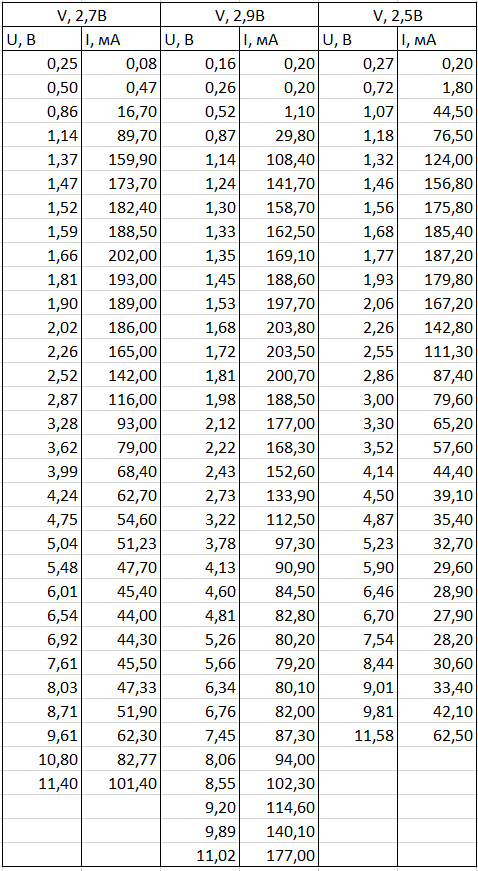 V, 2,7В V, 2,9В V, 2,5В
U, В I, мА U, В I, мА U, В I, мА
0,25 0,08 0,16 0,20 0,27 0,20
0,50 0,47 0,26 0,20 0,72 1,80
0,86 16,70 0,52 1,10 1,07 44,50
1,14 89,70 0,87 29,80 1,18 76,50
1,37 159,90 1,14 108,40 1,32 124,00
1,47 173,70 1,24 141,70 1,46 156,80
1,52 182,40 1,30 158,70 1,56 175,80
1,59 188,50 1,33 162,50 1,68 185,40
1,66 202,00 1,35 169,10 1,77 187,20
1,81 193,00 1,45 188,60 1,93 179,80
1,90 189,00 1,53 197,70 2,06 167,20
2,02 186,00 1,68 203,80 2,26 142,80
2,26 165,00 1,72 203,50 2,55 111,30
2,52 142,00 1,81 200,70 2,86 87,40
2,87 116,00 1,98 188,50 3,00 79,60
3,28 93,00 2,12 177,00 3,30 65,20
3,62 79,00 2,22 168,30 3,52 57,60
3,99 68,40 2,43 152,60 4,14 44,40
4,24 62,70 2,73 133,90 4,50 39,10
4,75 54,60 3,22 112,50 4,87 35,40
5,04 51,23 3,78 97,30 5,23 32,70
5,48 47,70 4,13 90,90 5,90 29,60
6,01 45,40 4,60 84,50 6,46 28,90
6,54 44,00 4,81 82,80 6,70 27,90
6,92 44,30 5,26 80,20 7,54 28,20
7,61 45,50 5,66 79,20 8,44 30,60
8,03 47,33 6,34 80,10 9,01 33,40
8,71 51,90 6,76 82,00 9,81 42,10
9,61 62,30 7,45 87,30 11,58 62,50
10,80 82,77 8,06 94,00
11,40 101,40 8,55 102,30
9,20 114,60
9,89 140,10
11,02 177,00